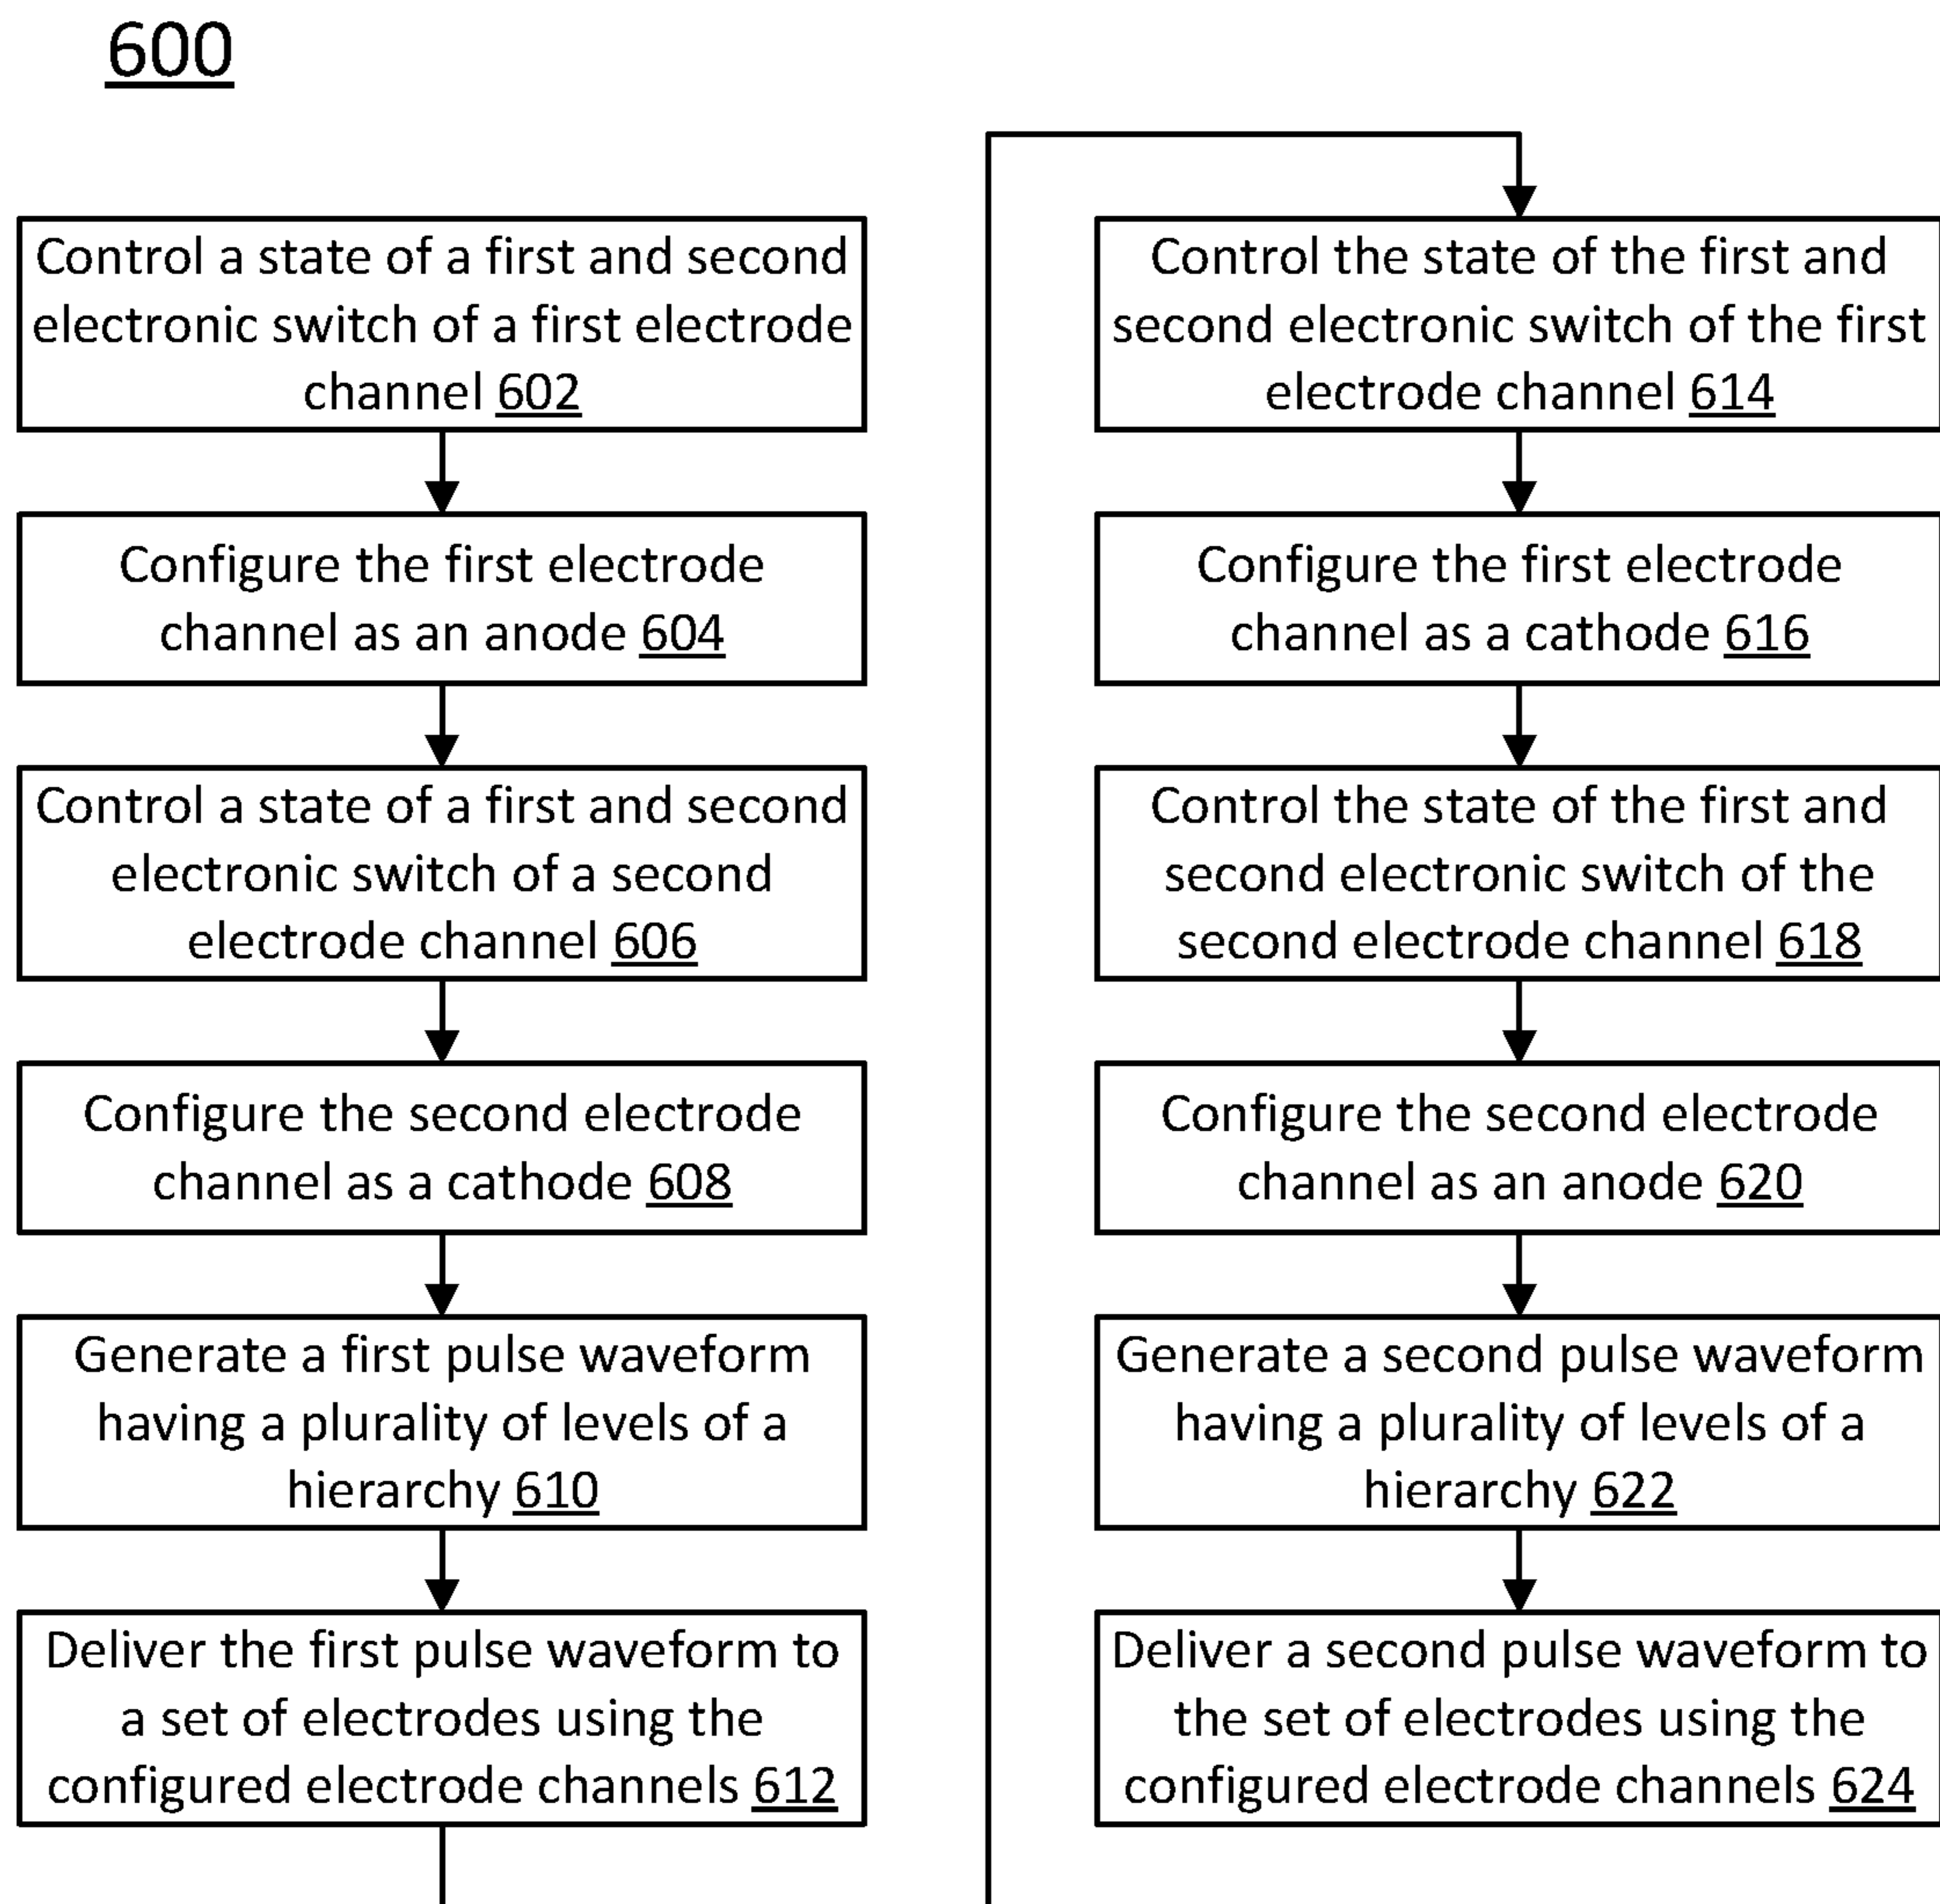 600
Control a state of a first and second
electronic switch of a first electrode
channel 602
Configure the first electrode
channel as an anode 604
Control a state of a first and second
electronic switch of a second
electrode channel 606
Configure the second electrode
channel as a cathode 608
Generate a first pulse waveform
having a plurality of levels of a
hierarchy 610
Deliver the first pulse waveform to
a set of electrodes using the
configured electrode channels 612
Control the state of the first and
second electronic switch of the first
electrode channel 614
Configure the first electrode
channel as a cathode 616
Control the state of the first and
second electronic switch of the
second electrode channel 618
Configure the second electrode
channel as an anode 620
Generate a second pulse waveform
having a plurality of levels of a
hierarchy 622
Deliver a second pulse waveform to
the set of electrodes using the
configured electrode channels 624